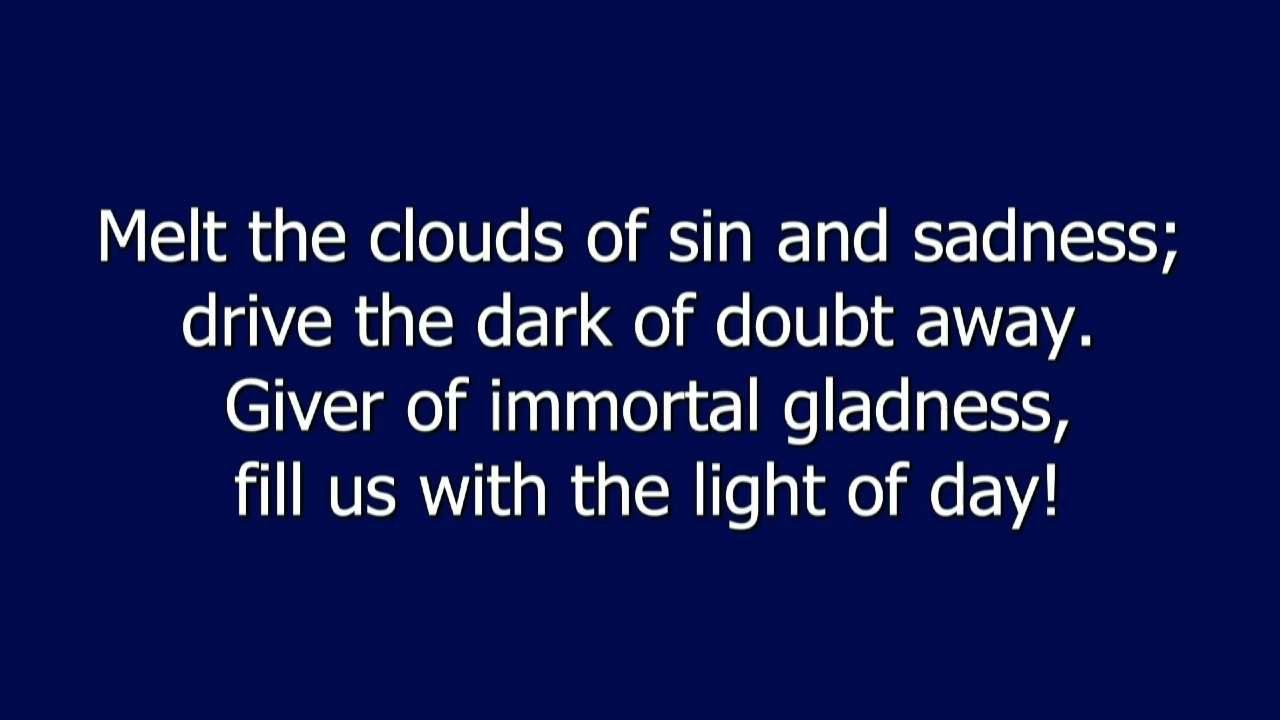 Melt the clouds of sin and sadness;
drive the dark of doubt away.
Giver of immortal gladness,
fill us with the light of day!